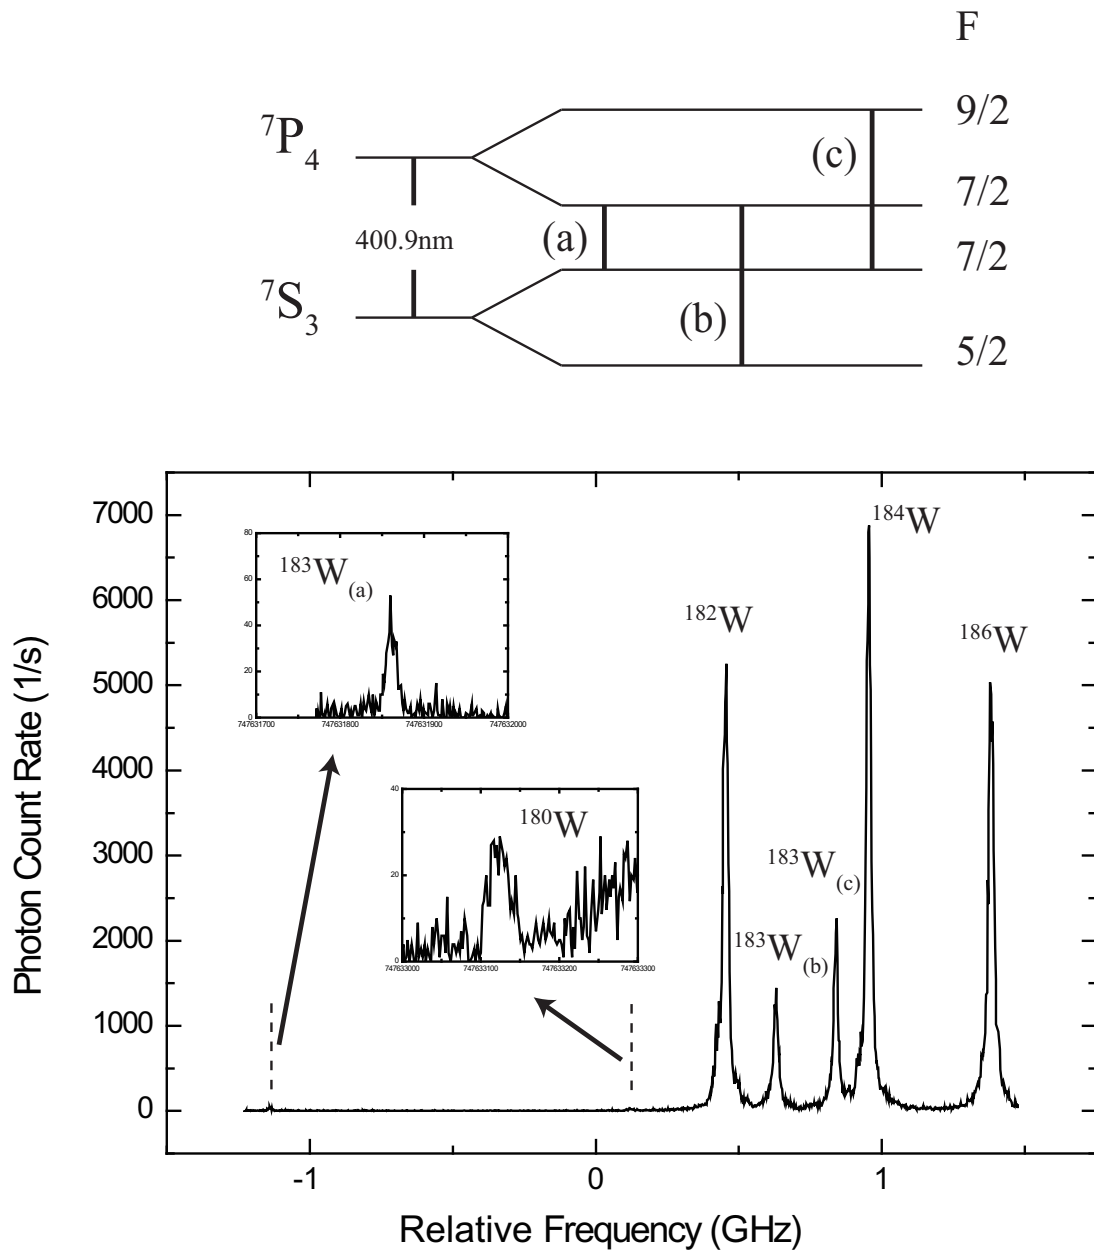 F
⁷P₄
9/2
(c)
7/2
400.9nm
(a)
7/2
⁷S₃
(b)
5/2
Photon Count Rate (1/s)
7000
6000
5000
4000
3000
2000
1000
0
-1
0
1
Relative Frequency (GHz)
¹⁸³W(a)
80
60
40
20
0
747631700
747631800
747631900
747632000
¹⁸⁰W
40
20
0
747633000
747633100
747633200
747633300
¹⁸²W
¹⁸³W(b)
¹⁸³W(c)
¹⁸⁴W
¹⁸⁶W